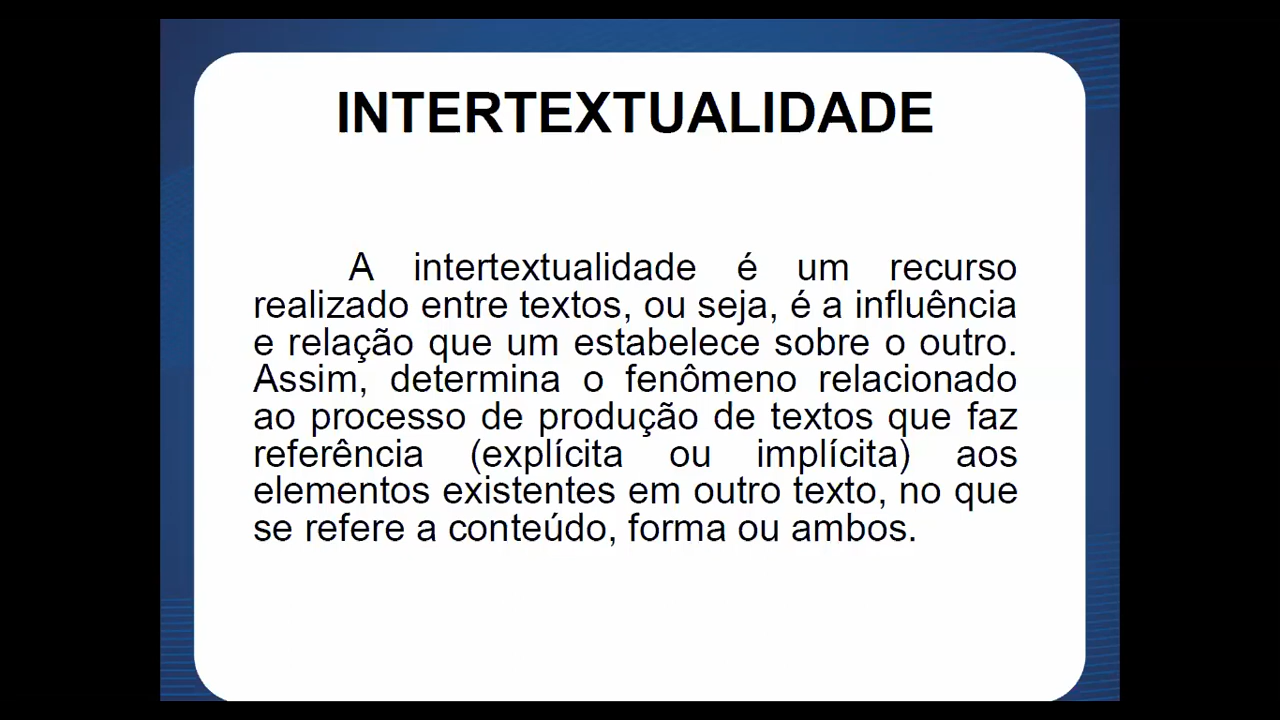 INTERTEXTUALIDADE
A intertextualidade é um recurso
realizado entre textos, ou seja, é a influência
e relação que um estabelece sobre o outro.
Assim, determina o fenômeno relacionado
ao processo de produção de textos que faz
referência (explícita ou implícita) aos
elementos existentes em outro texto, no que
se refere a conteúdo, forma ou ambos.